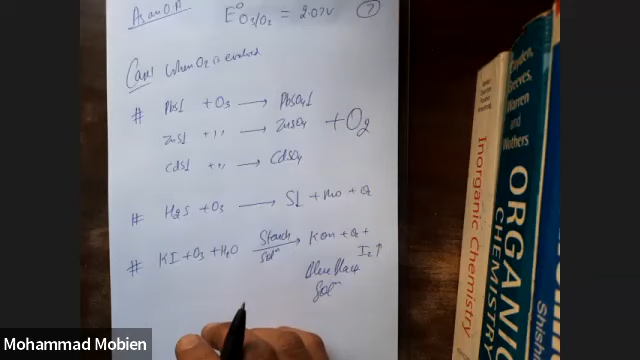 As an O.A
E° O3/O2 = 2.07V 7
Case1 when O2 is evolved
# PbS↓ + O3 → PbSO4↓
ZnS↓ + ,, → ZnSO4 + O2
CdS↓ + ,, → CdSO4
# H2S + O3 → S↓ + H2O + O2
# KI + O3 + H2O Starch Solⁿ → KOH + O2 + I2↑
Blue black
Solⁿ
Inorganic Chemistry
Clayden,
Greeves,
Warren
and
Wothers
ORGANIC
CHEMISTRY
Mohammad Mobien